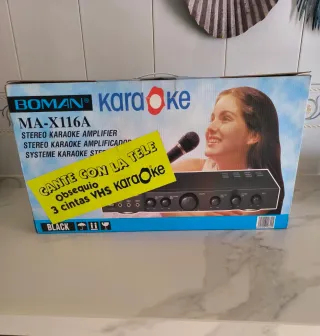 BOMAN
karaoke
MA-X116A
STEREO KARAOKE AMPLIFIER
STEREO KARAOKE AMPLIFICADOR
SYSTEME KARAOKE STE
CANTE CON LA TELE
Obsequio
3 cintas VHS karaoke
BLACK